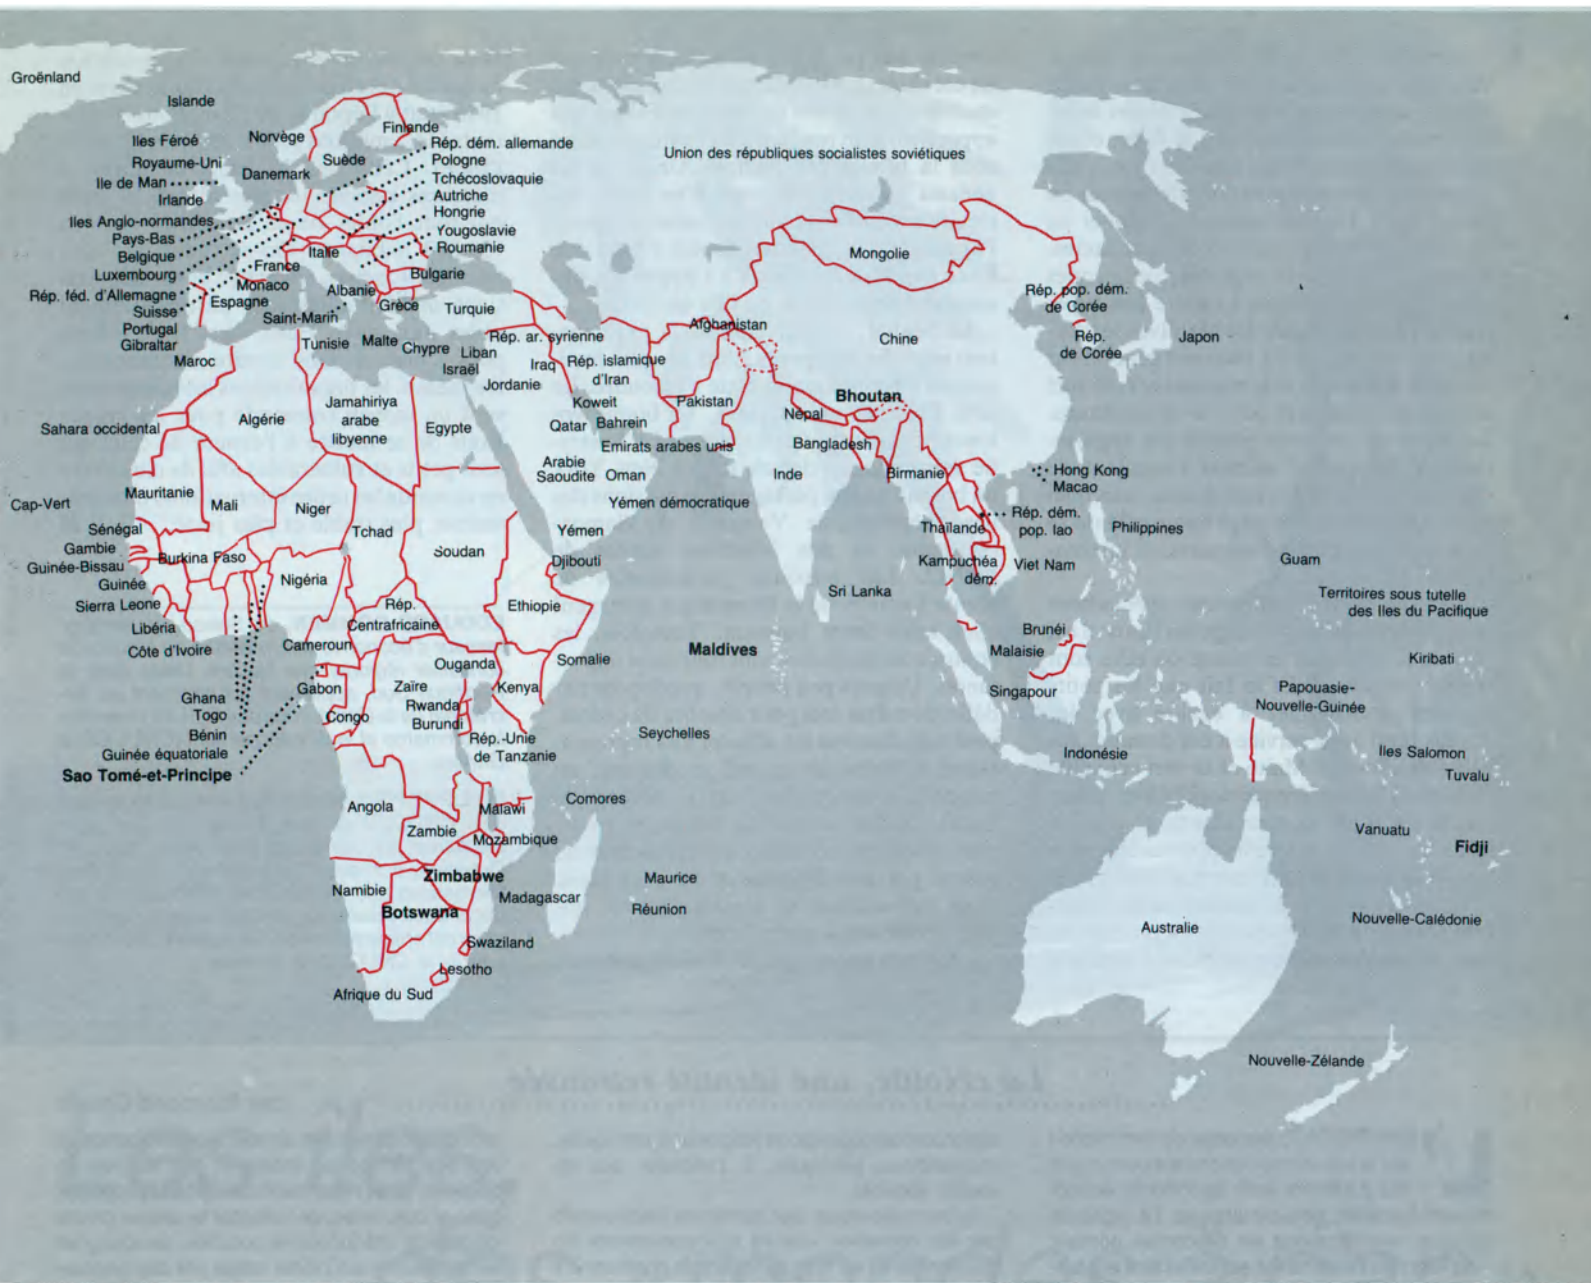 Groënland
Islande
Iles Féroé
Norvège
Finlande
Rép. dém. allemande
Royaume-Uni
Suède
Pologne
Union des républiques socialistes soviétiques
Ile de Man
Danemark
Tchécoslovaquie
Irlande
Autriche
Iles Anglo-normandes
Hongrie
Pays-Bas
Yougoslavie
Belgique
Italie
Roumanie
Luxembourg
France
Bulgarie
Rép. féd. d'Allemagne
Monaco
Albanie
Suisse
Espagne
Grèce
Turquie
Portugal
Saint-Marin
Gibraltar
Maroc
Tunisie
Malte
Chypre
Liban
Israël
Jordanie
Rép. ar. syrienne
Iraq
Rép. islamique
d'Iran
Afghanistan
Mongolie
Chine
Rép. pop. dém.
de Corée
Rép.
de Corée
Japon
Koweit
Qatar
Bahrein
Emirats arabes unis
Pakistan
Népal
Bhoutan
Bangladesh
Inde
Birmanie
Hong Kong
Macao
Sahara occidental
Algérie
Jamahiriya
arabe
libyenne
Egypte
Arabie
Saoudite
Oman
Yémen démocratique
Yémen
Djibouti
Cap-Vert
Mauritanie
Mali
Niger
Tchad
Soudan
Sénégal
Gambie
Guinée-Bissau
Burkina Faso
Guinée
Nigéria
Sierra Leone
Rép.
Centrafricaine
Ethiopie
Libéria
Côte d'Ivoire
Cameroun
Ouganda
Somalie
Thaïlande
Rép. dém.
pop. lao
Philippines
Kampuchéa
dém.
Viet Nam
Sri Lanka
Guam
Territoires sous tutelle
des Iles du Pacifique
Maldives
Brunéi
Malaisie
Singapour
Kiribati
Papouasie-
Nouvelle-Guinée
Gabon
Zaïre
Kenya
Rwanda
Congo
Burundi
Ghana
Togo
Bénin
Guinée équatoriale
Sao Tomé-et-Principe
Rép.-Unie
de Tanzanie
Seychelles
Indonésie
Iles Salomon
Tuvalu
Angola
Malawi
Comores
Zambie
Mozambique
Vanuatu
Fidji
Zimbabwe
Namibie
Madagascar
Maurice
Botswana
Réunion
Swaziland
Lesotho
Afrique du Sud
Australie
Nouvelle-Calédonie
Nouvelle-Zélande